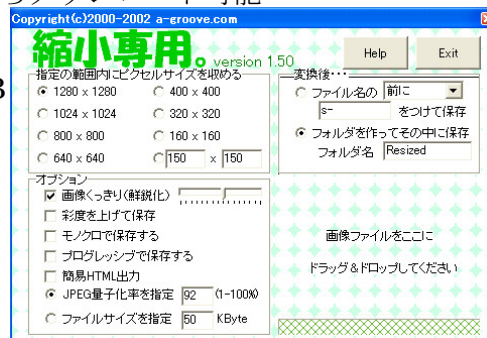 Copyright(c)2000-2002 a-groove.com
縮小専用。version 1.50
Help
Exit
指定の範囲内にピクセルサイズを収める
1280 x 1280
400 x 400
1024 x 1024
320 x 320
800 x 800
160 x 160
640 x 640
150 x 150
変換後・・・
ファイル名の 前に
s- をつけて保存
フォルダを作ってその中に保存
フォルダ名 Resized
オプション
画像くっきり(鮮鋭化)
彩度を上げて保存
モノクロで保存する
プログレッシブで保存する
簡易HTML出力
JPEG量子化率を指定 92 (1-100%)
ファイルサイズを指定 50 KByte
画像ファイルをここに
ドラッグ&ドロップしてください